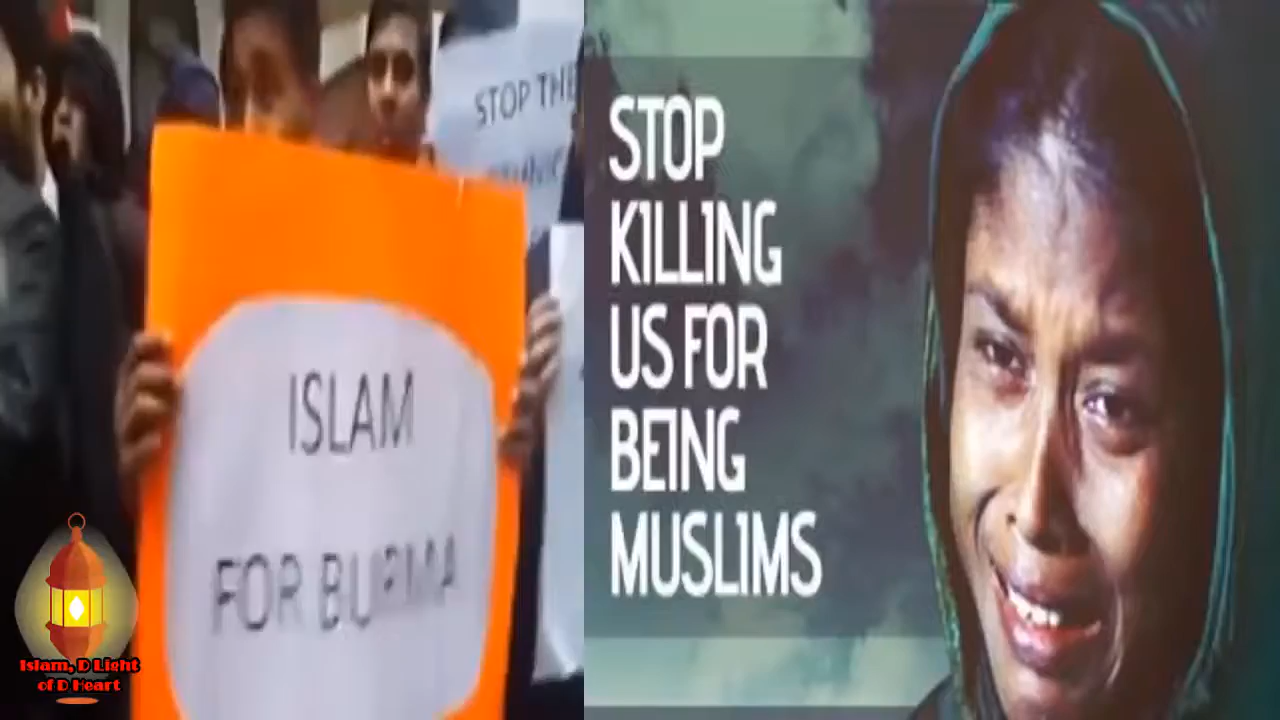 STOP THE
ISLAM
FOR BURMA
STOP
KILLING
US FOR
BEING
MUSLIMS
Islam, D Light
of D Heart